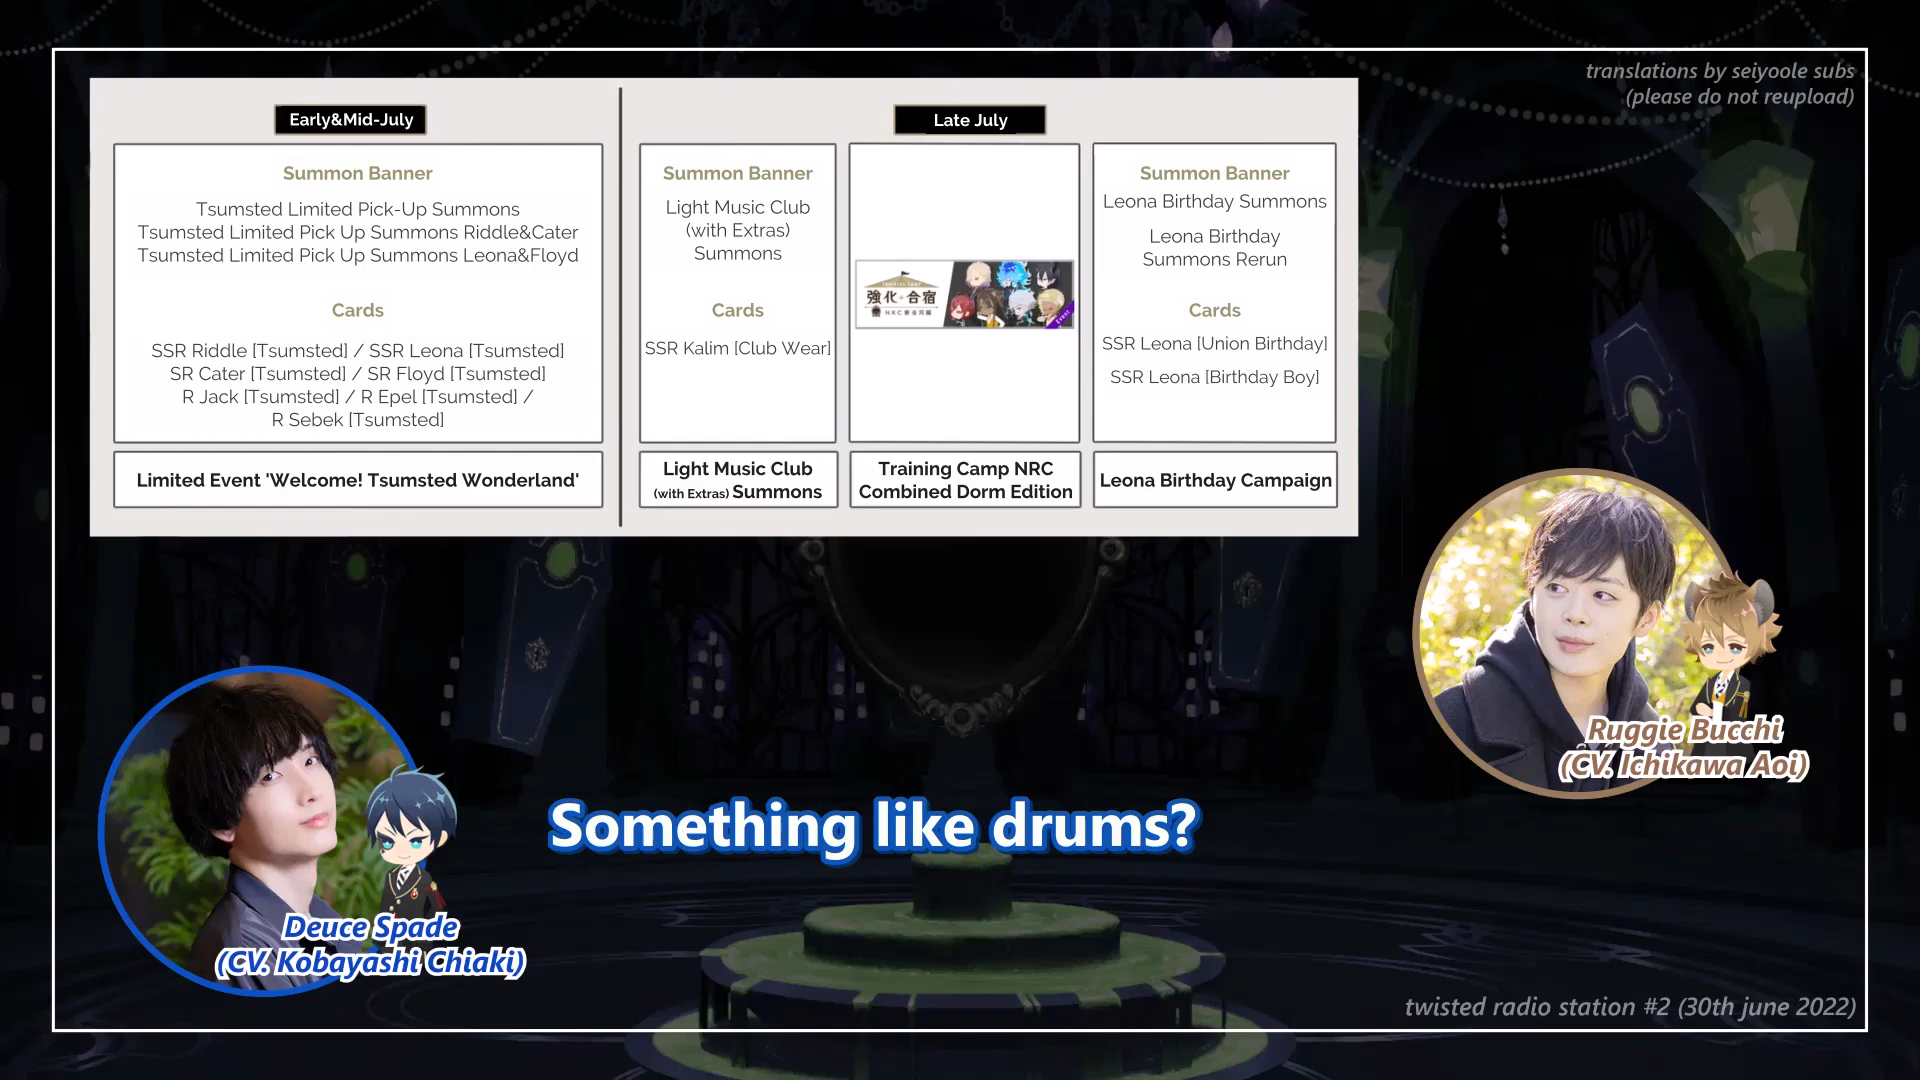 translations by seiyoole subs
(please do not reupload)
Early&Mid-July
Summon Banner
Tsumsted Limited Pick-Up Summons
Tsumsted Limited Pick Up Summons Riddle&Cater
Tsumsted Limited Pick Up Summons Leona&Floyd
Cards
SSR Riddle [Tsumsted] / SSR Leona [Tsumsted]
SR Cater [Tsumsted] / SR Floyd [Tsumsted]
R Jack [Tsumsted] / R Epel [Tsumsted] /
R Sebek [Tsumsted]
Limited Event 'Welcome! Tsumsted Wonderland'
Late July
Summon Banner
Light Music Club
(with Extras)
Summons
Cards
SSR Kalim [Club Wear]
Light Music Club
(with Extras) Summons
TRAINING CAMP
強化合宿
Event
Training Camp NRC
Combined Dorm Edition
Summon Banner
Leona Birthday Summons
Leona Birthday
Summons Rerun
Cards
SSR Leona [Union Birthday]
SSR Leona [Birthday Boy]
Leona Birthday Campaign
Ruggie Bucchi
(CV. Ichikawa Aoi)
Something like drums?
Deuce Spade
(CV. Kobayashi Chiaki)
twisted radio station #2 (30th june 2022)